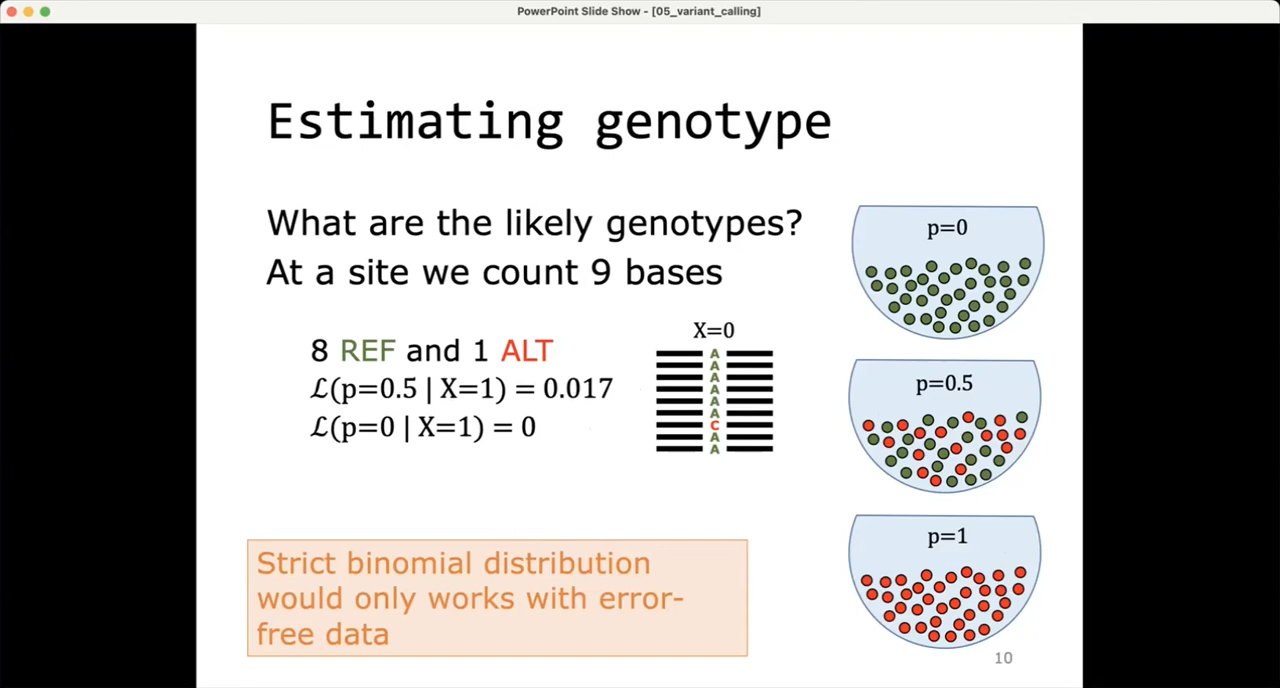 PowerPoint Slide Show - [05_variant_calling]
Estimating genotype
What are the likely genotypes?
At a site we count 9 bases
8 REF and 1 ALT
ℒ(p=0.5 | X=1) = 0.017
ℒ(p=0 | X=1) = 0
X=0
A
A
A
A
A
A
C
A
A
p=0
p=0.5
p=1
Strict binomial distribution
would only works with error-
free data
10